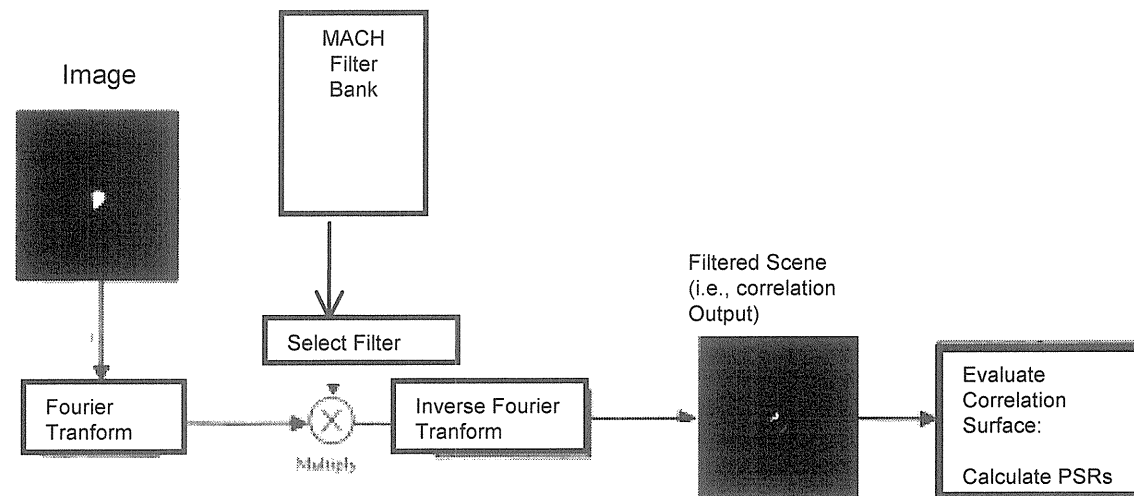 MACH
Filter
Bank
Image
Filtered Scene
(i.e., correlation
Output)
Select Filter
Fourier
Tranform
Multiply
Inverse Fourier
Tranform
Evaluate
Correlation
Surface:
Calculate PSRs